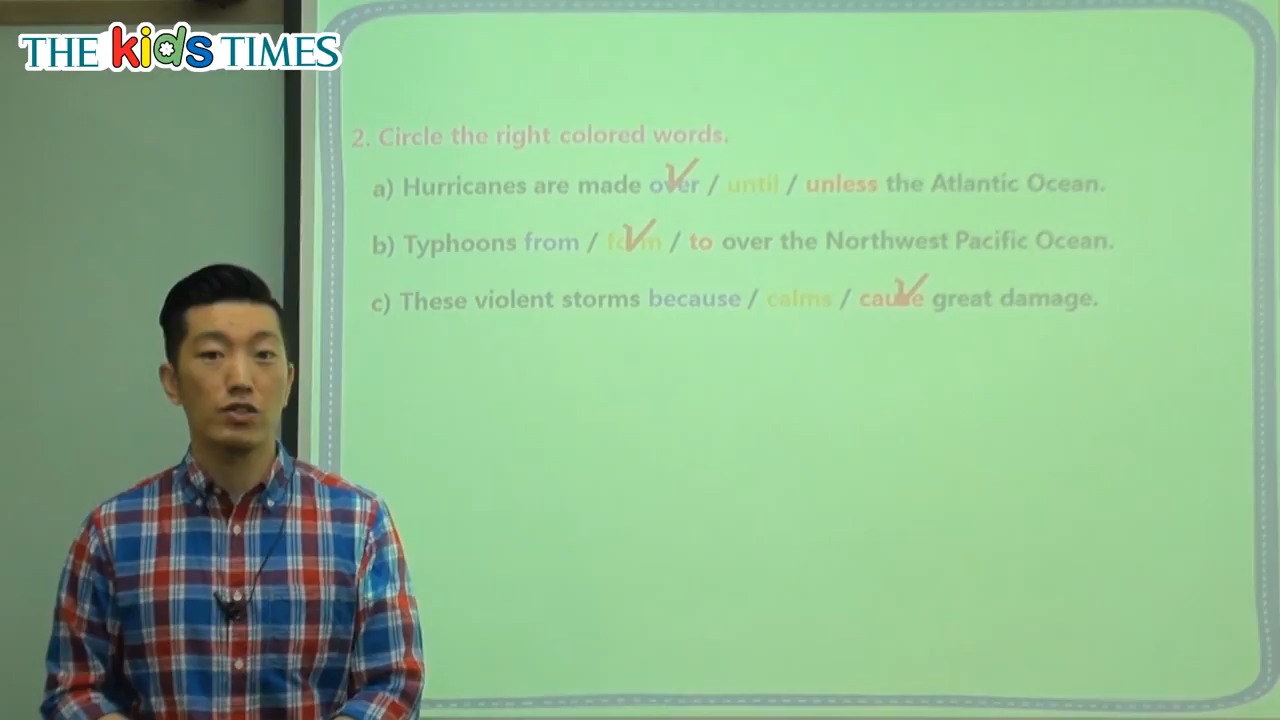 THE kids TIMES
2. Circle the right colored words.
a) Hurricanes are made over / until / unless the Atlantic Ocean.
b) Typhoons from / form / to over the Northwest Pacific Ocean.
c) These violent storms because / calms / cause great damage.